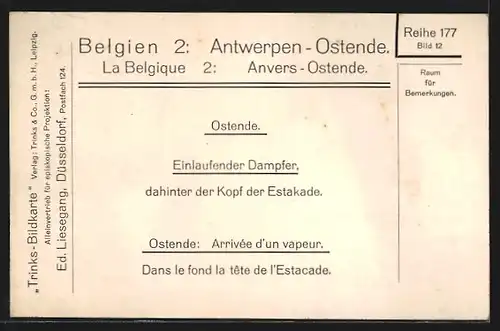 Belgien 2: Antwerpen-Ostende.
La Belgique 2: Anvers-Ostende.
Reihe 177
Bild 12
Raum
für
Bemerkungen.
Ostende.
Einlaufender Dampfer,
dahinter der Kopf der Estakade.
Ostende: Arrivée d'un vapeur.
Dans le fond la tête de l'Estacade.
„Trinks-Bildkarte“ Verlag: Trinks & Co., G. m. b. H., Leipzig.
Alleinvertrieb für episkopische Projektion:
Ed. Liesegang, Düsseldorf, Postfach 124.